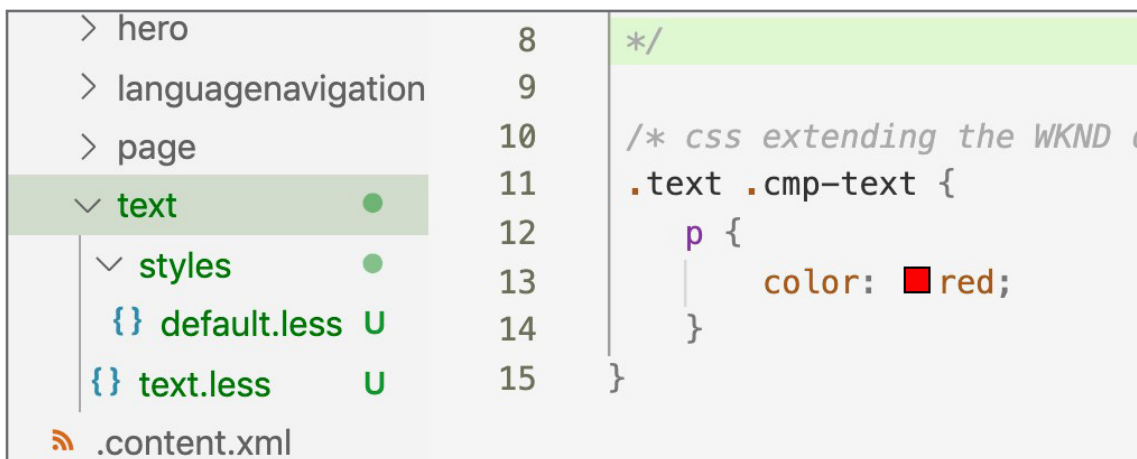 hero
languagenavigation
page
text
styles
default.less U
text.less U
.content.xml
8 */
9
10 /* css extending the WKND
11 .text .cmp-text {
12 p {
13 color: red;
14 }
15 }